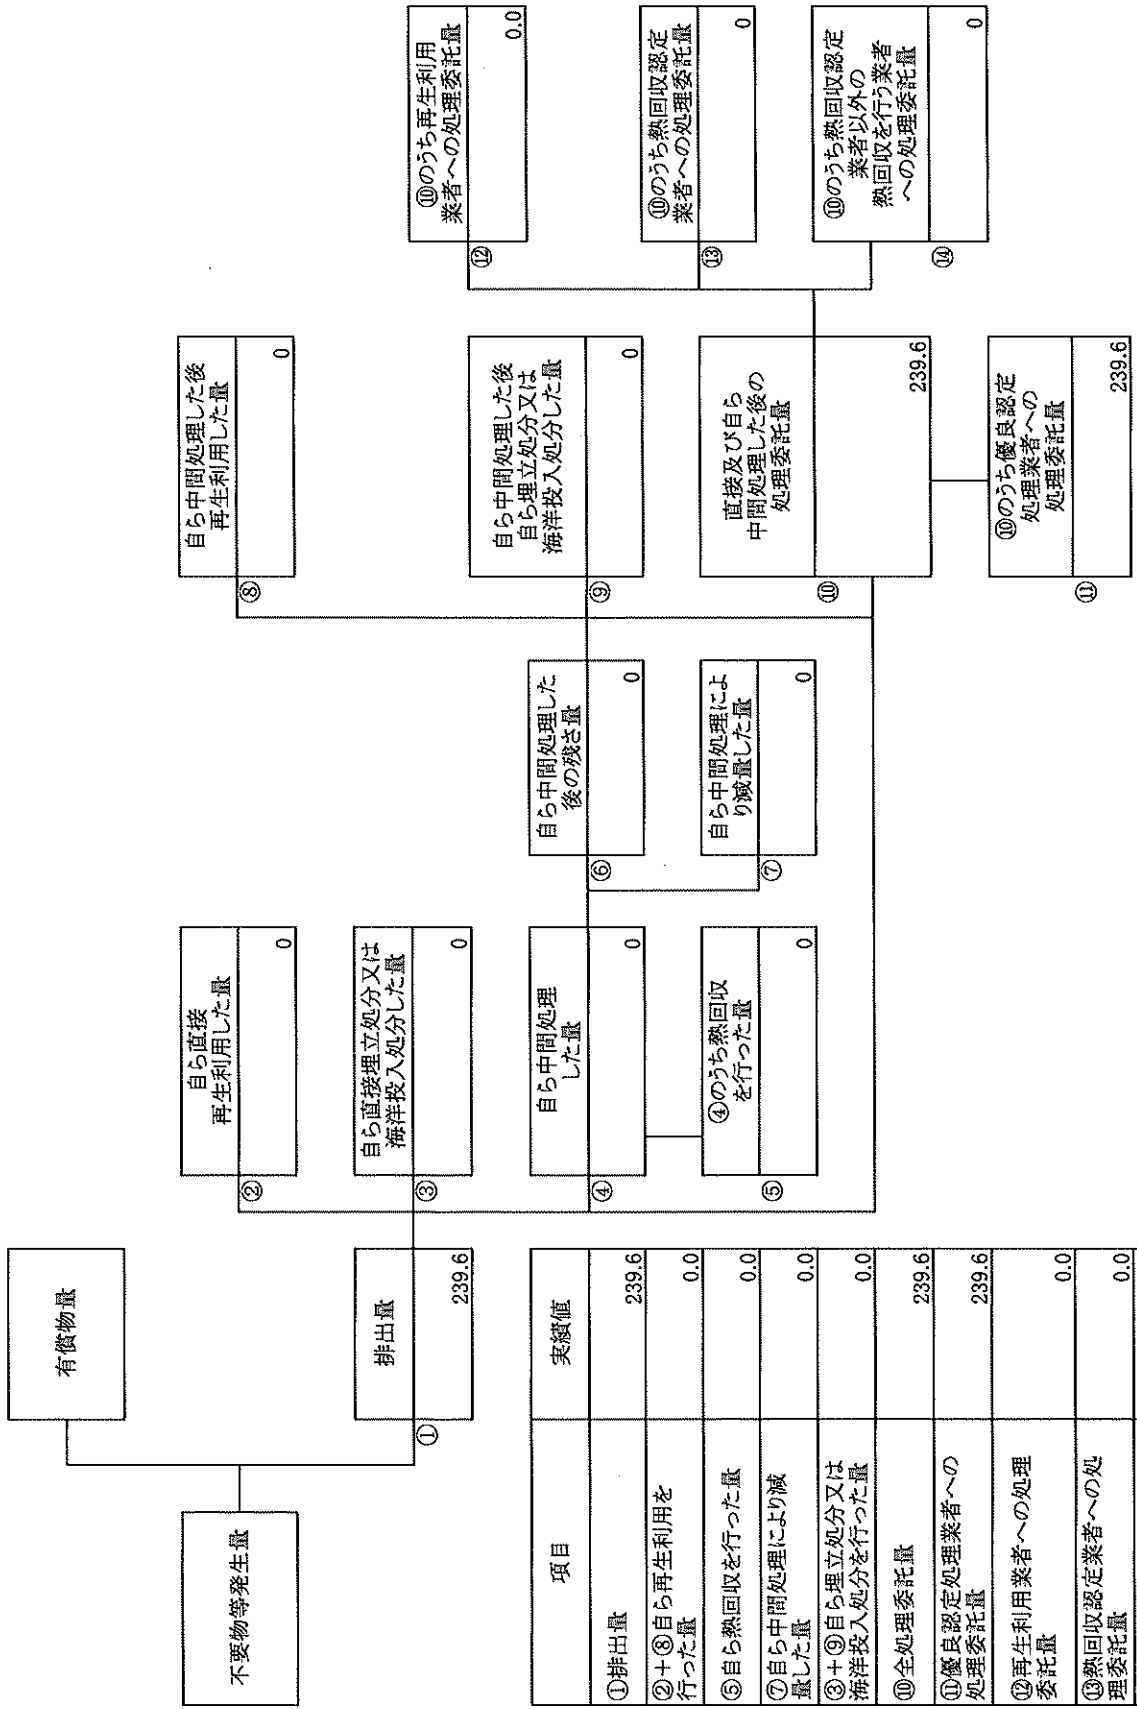 不要物等発生量
有償物量
排出量
①
239.6
自ら直接
再生利用した量
②
0
自ら直接埋立処分又は
海洋投入処分した量
③
0
自ら中間処理
した量
④
0
④のうち熱回収
を行った量
⑤
0
自ら中間処理した
後の残さ量
⑥
0
自ら中間処理によ
り減量した量
⑦
0
自ら中間処理した後
再生利用した量
⑧
0
自ら中間処理した後
自ら埋立処分又は
海洋投入処分した量
⑨
0
直接及び自ら
中間処理した後の
処理委託量
⑩
239.6
⑩のうち優良認定
処理業者への
処理委託量
⑪
239.6
⑩のうち再生利用
業者への処理委託量
⑫
0.0
⑩のうち熱回収認定
業者への処理委託量
⑬
0
⑩のうち熱回収認定
業者以外の
熱回収を行う業者
への処理委託量
⑭
0
項目 実績値
①排出量 239.6
②+⑧自ら再生利用を
行った量 0.0
⑤自ら熱回収を行った量 0.0
⑦自ら中間処理により減
量した量 0.0
③+⑨自ら埋立処分又は
海洋投入処分を行った量 0.0
⑩全処理委託量 239.6
⑪優良認定処理業者への
処理委託量 239.6
⑫再生利用業者への処理
委託量 0.0
⑬熱回収認定業者への処
理委託量 0.0